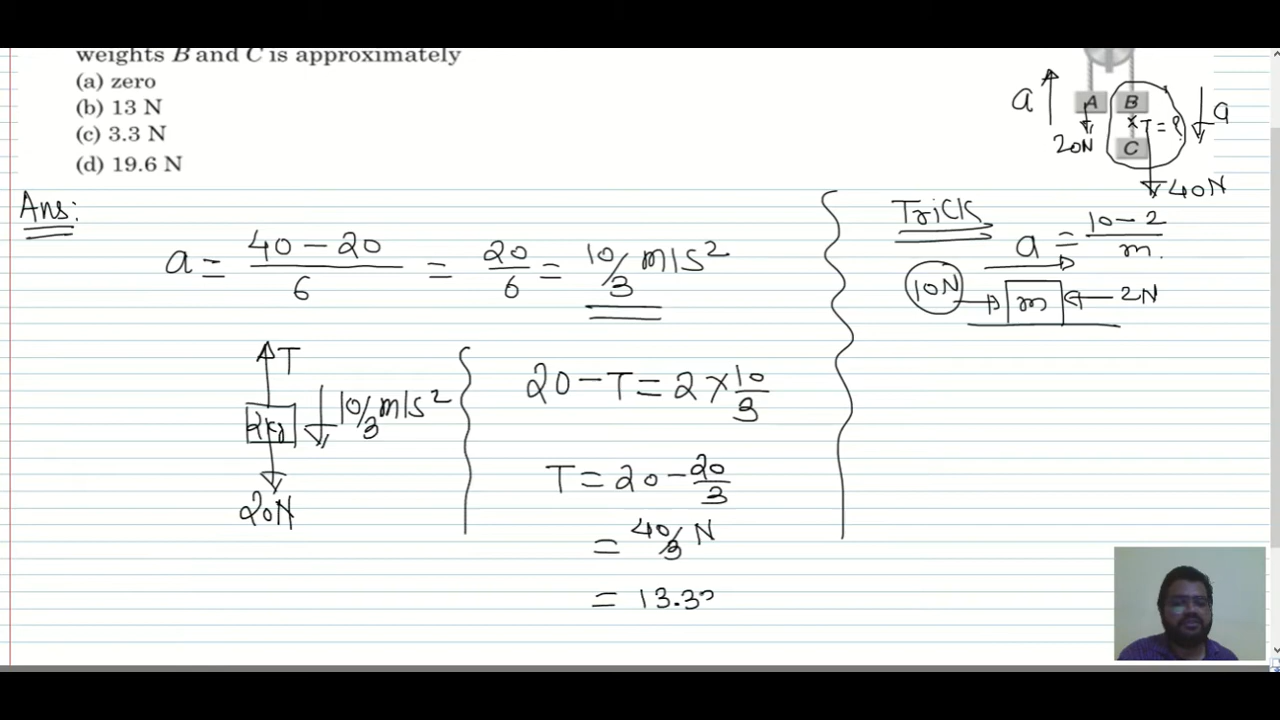 weights B and C is approximately
(a) zero
(b) 13 N
(c) 3.3 N
(d) 19.6 N
a
A
B
a
20N
T = ?
C
40N
Ans:
a = 40 - 20 / 6 = 20/6 = 10/3 m/s²
Trick
a = 10 - 2 / m.
10N
m
2N
T
2kg
10/3 m/s²
20N
20 - T = 2 × 10/3
T = 20 - 20/3
= 40/3 N
= 13.33